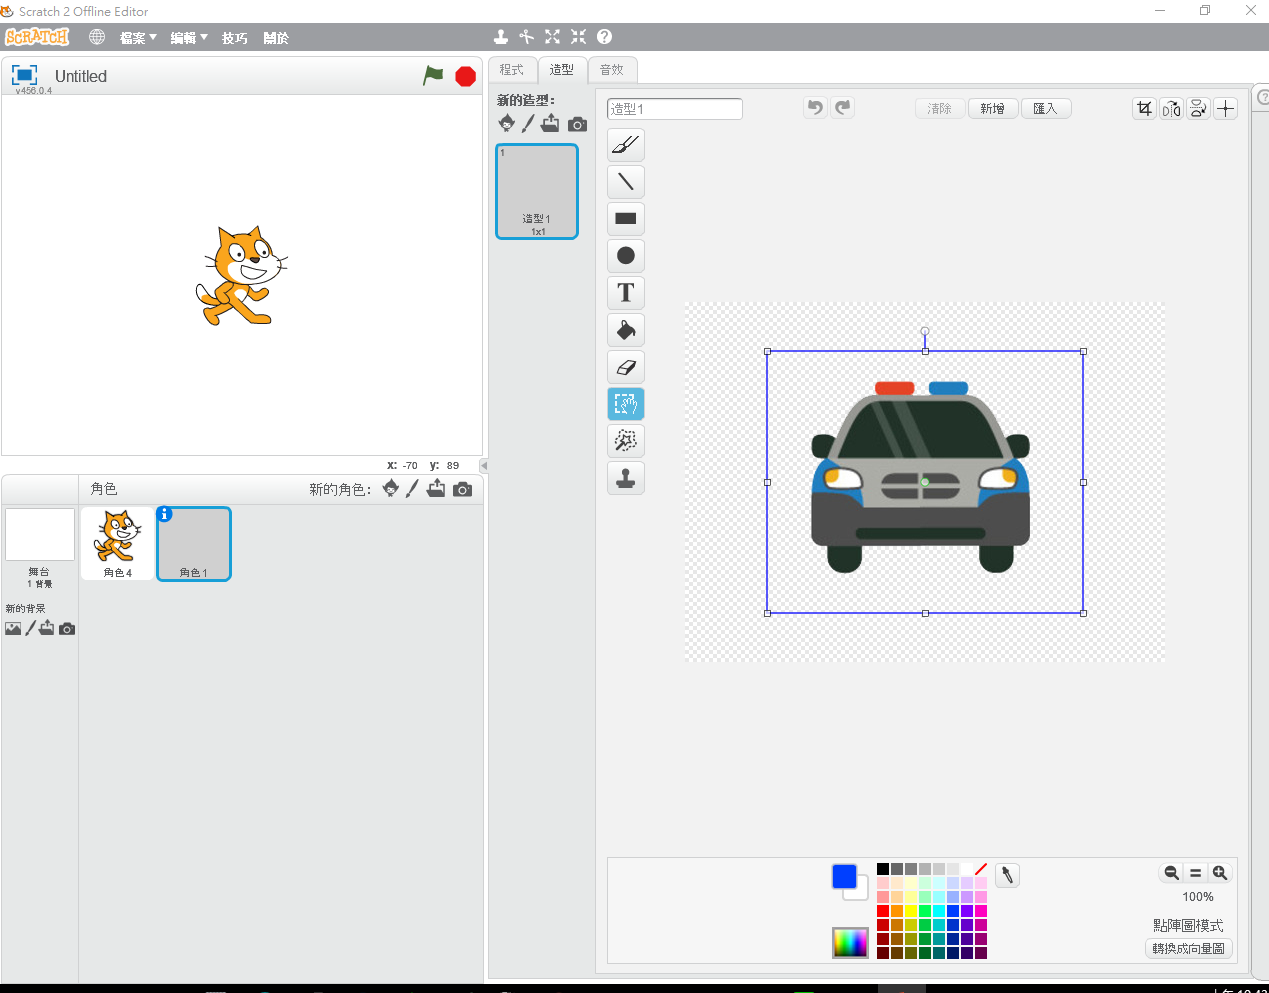 Scratch 2 Offline Editor
SCRATCH 檔案 編輯 技巧 關於
v456.0.4
Untitled
程式 造型 音效
新的造型:
造型1
清除 新增 匯入
1
造型1
1x1
T
x: -70 y: 89
角色 新的角色:
舞台
1 背景
新的背景
角色4
角色1
100%
點陣圖模式
轉換成向量圖